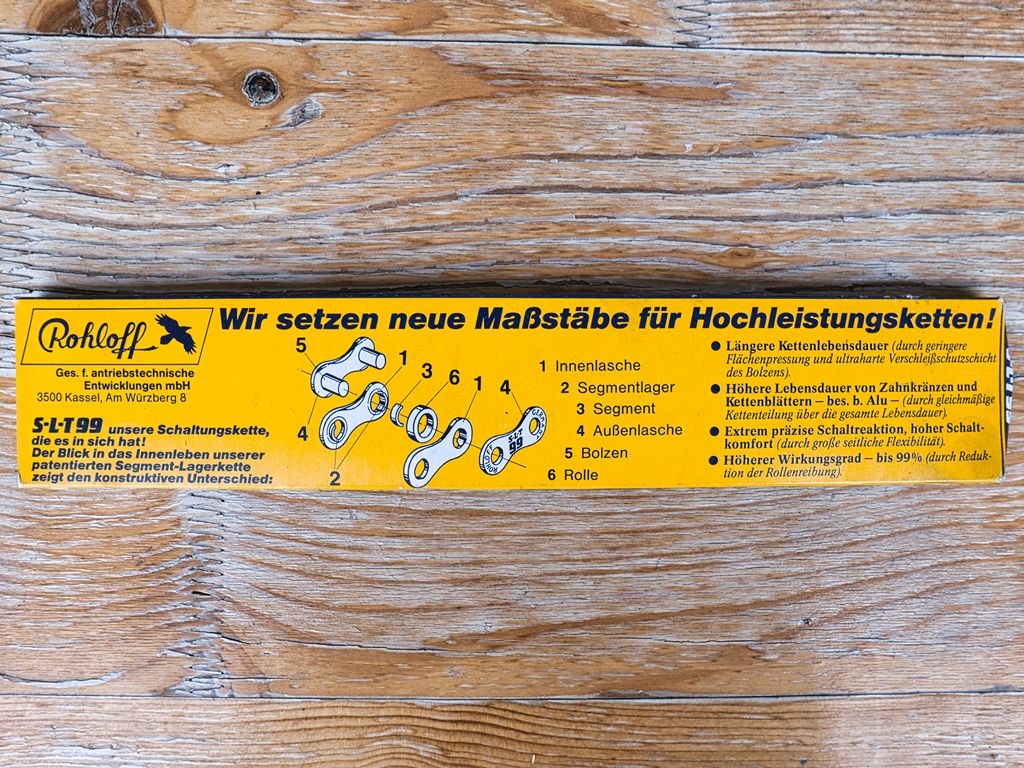 Rohloff
Ges. f. antriebstechnische
Entwicklungen mbH
3500 Kassel, Am Würzberg 8
S-L-T 99 unsere Schaltungskette,
die es in sich hat!
Der Blick in das Innenleben unserer
patentierten Segment-Lagerkette
zeigt den konstruktiven Unterschied:
Wir setzen neue Maßstäbe für Hochleistungsketten!
5
1
3
6
1
4
4
2
S-L-T
99
ROHLOFF
GERMANY
1 Innenlasche
2 Segmentlager
3 Segment
4 Außenlasche
5 Bolzen
6 Rolle
● Längere Kettenlebensdauer (durch geringere
Flächenpressung und ultraharte Verschleißschutzschicht
des Bolzens).
● Höhere Lebensdauer von Zahnkränzen und
Kettenblättern – bes. b. Alu – (durch gleichmäßige
Kettenteilung über die gesamte Lebensdauer).
● Extrem präzise Schaltreaktion, hoher Schalt-
komfort (durch große seitliche Flexibilität).
● Höherer Wirkungsgrad – bis 99% (durch Reduk-
tion der Rollenreibung).